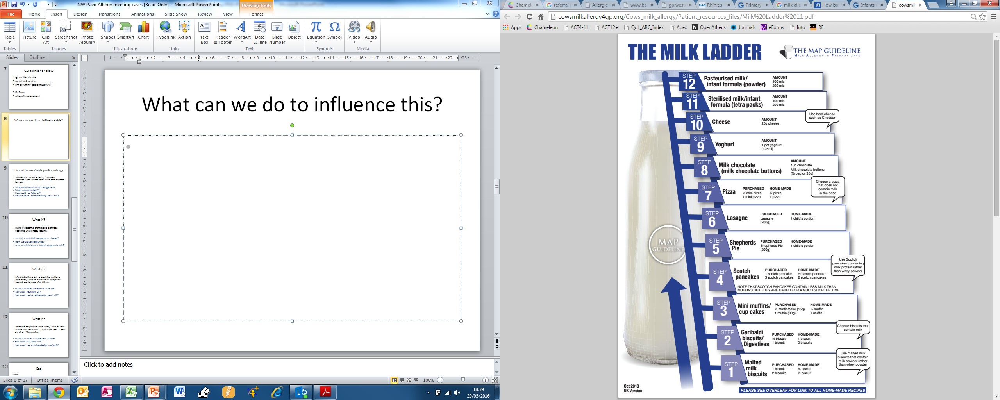 NW Paed Allergy meeting cases [Read-Only] - Microsoft PowerPoint
Drawing Tools
File Home Insert Design Transitions Animations Slide Show Review View Format
Table
Picture
Clip Art
Screenshot
Photo Album
Shapes
SmartArt
Chart
Hyperlink
Action
Text Box
Header & Footer
WordArt
Date & Time
Slide Number
Object
Equation
Symbol
Video
Audio
Tables Images Illustrations Links Text Symbols Media
Slides Outline
7
Guidelines to follow
IgE mediated CMA
Avoid milk protein
EHF or Amino acid formula (AAF)
Dietician
Allergist management
8
What can we do to influence this?
9
3m with cows' milk protein allergy
Troublesome flare of eczema, cramps and
diarrhoea when weaned from breast onto standard
formula
What would be your initial management?
Would you do any tests?
How would you follow up?
How would you try reintroducing cows' milk?
10
What if?
Flares of eczema, cramps and diarrhoea
occurred with breast feeding.
Would your initial management change?
How would you follow up?
How would you try re-introducing cow's milk?
11
What if?
Infant had urticaria but no breathing problems
when initially tried on milk formula. Symptoms
resolved spontaneous after 60 min.
Would your initial management change?
How would you follow up?
How would you try reintroducing cows' milk?
12
What if?
Infant had anaphylaxis when initially tried on milk
formula with respiratory compromise, seen in PED
and given IM adrenaline.
Would your initial management change?
How would you follow up?
How would you try reintroducing cow's milk?
13
Egg
What can we do to influence this?
Click to add notes
Slide 8 of 17 "Office Theme" 100%
18:39
20/05/2016
Chamel referral Allergic www.bs gp.west Rhinitis Primary milk alle How bu Infants cowsmil
cowsmilkallergy4gp.org/Cows_milk_allergy/Patient_resources_files/Milk%20Ladder%2011.pdf
Apps Chameleon ACT4-11 ACT12+ QoL_ARC_Index Apex OpenAthens Journals eForms Into RF
THE MILK LADDER
THE MAP GUIDELINE
MILK ALLERGY IN PRIMARY CARE
STEP 12
Pasteurised milk/
infant formula (powder)
AMOUNT
100 mls
200 mls
STEP 11
Sterilised milk/infant
formula (tetra packs)
AMOUNT
100 mls
200 mls
STEP 10
Cheese
AMOUNT
25g cheese
Use hard cheese
such as Cheddar
STEP 9
Yoghurt
AMOUNT
1 pot yoghurt
(125ml)
STEP 8
Milk chocolate
(milk chocolate buttons)
AMOUNT
10g chocolate
Milk chocolate buttons
(½ bag or 35g)
STEP 7
Pizza
PURCHASED
½ mini pizza
1 mini pizza
HOME-MADE
½ pizza
1 pizza
Choose a pizza
that does not
contain milk
in the base
STEP 6
Lasagne
PURCHASED
Lasagne
(200g)
HOME-MADE
1 child's portion
STEP 5
Shepherds
Pie
PURCHASED
Shepherds Pie
(200g)
HOME-MADE
1 child's portion
STEP 4
Scotch
pancakes
PURCHASED
1 scotch pancake
3 scotch pancakes
HOME-MADE
½ scotch pancake
2 scotch pancakes
Use Scotch
pancakes containing
milk protein rather
than whey powder
NOTE THAT SCOTCH PANCAKES CONTAIN LESS MILK THAN
MUFFINS BUT THEY ARE BAKED FOR A MUCH SHORTER TIME
STEP 3
Mini muffins/
cup cakes
PURCHASED
½ muffin/cake (15g)
1 muffin (30g)
HOME-MADE
½ muffin
1 muffin
STEP 2
Garibaldi
biscuits/
Digestives
PURCHASED
½ biscuit
1 biscuit
HOME-MADE
1 biscuit
2 biscuits
Choose biscuits that
contain milk
STEP 1
Malted
milk
biscuits
PURCHASED
1 biscuit
2 biscuits
HOME-MADE
¼ biscuit
½ biscuit
Use malted milk
biscuits that contain
milk powder rather
than whey powder
MAP
GUIDELINE
Oct 2013
UK Version
PLEASE SEE OVERLEAF FOR LINK TO ALL HOME-MADE RECIPES